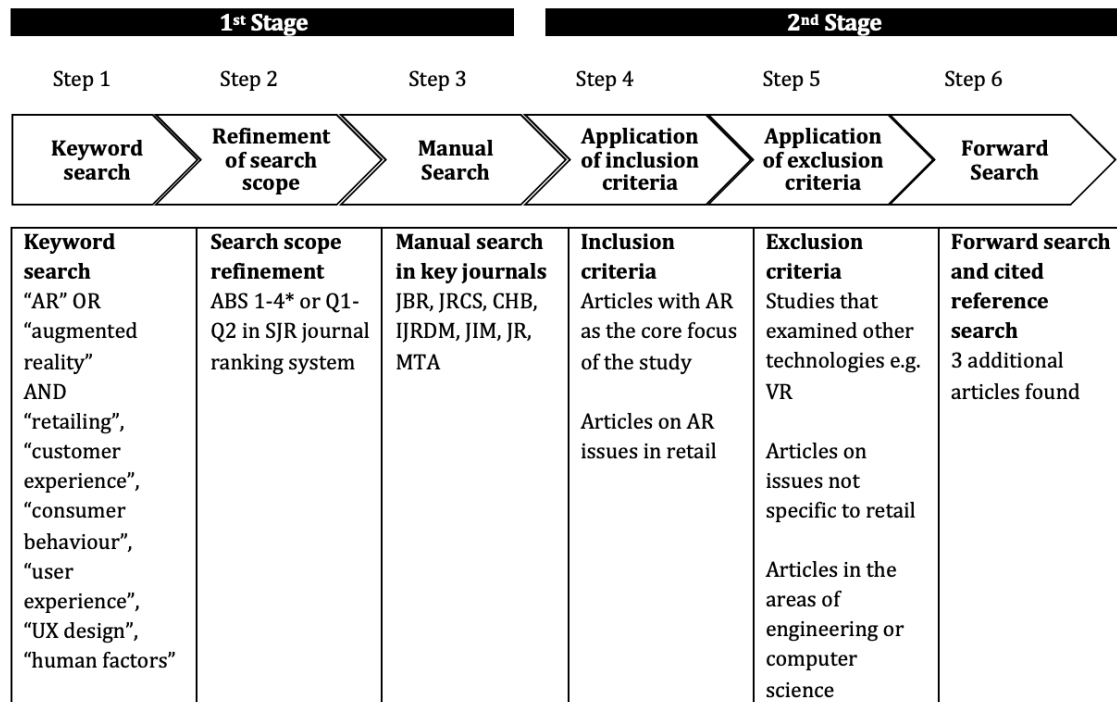 1st Stage
2nd Stage
Step 1
Step 2
Step 3
Step 4
Step 5
Step 6
Keyword
search
Refinement
of search
scope
Manual
Search
Application
of inclusion
criteria
Application
of exclusion
criteria
Forward
Search
Keyword
search
“AR” OR
“augmented
reality”
AND
“retailing”,
“customer
experience”,
“consumer
behaviour”,
“user
experience”,
“UX design”,
“human factors”
Search scope
refinement
ABS 1-4* or Q1-
Q2 in SJR journal
ranking system
Manual search
in key journals
JBR, JRCS, CHB,
IJRDM, JIM, JR,
MTA
Inclusion
criteria
Articles with AR
as the core focus
of the study
Articles on AR
issues in retail
Exclusion
criteria
Studies that
examined other
technologies e.g.
VR
Articles on
issues not
specific to retail
Articles in the
areas of
engineering or
computer
science
Forward search
and cited
reference
search
3 additional
articles found